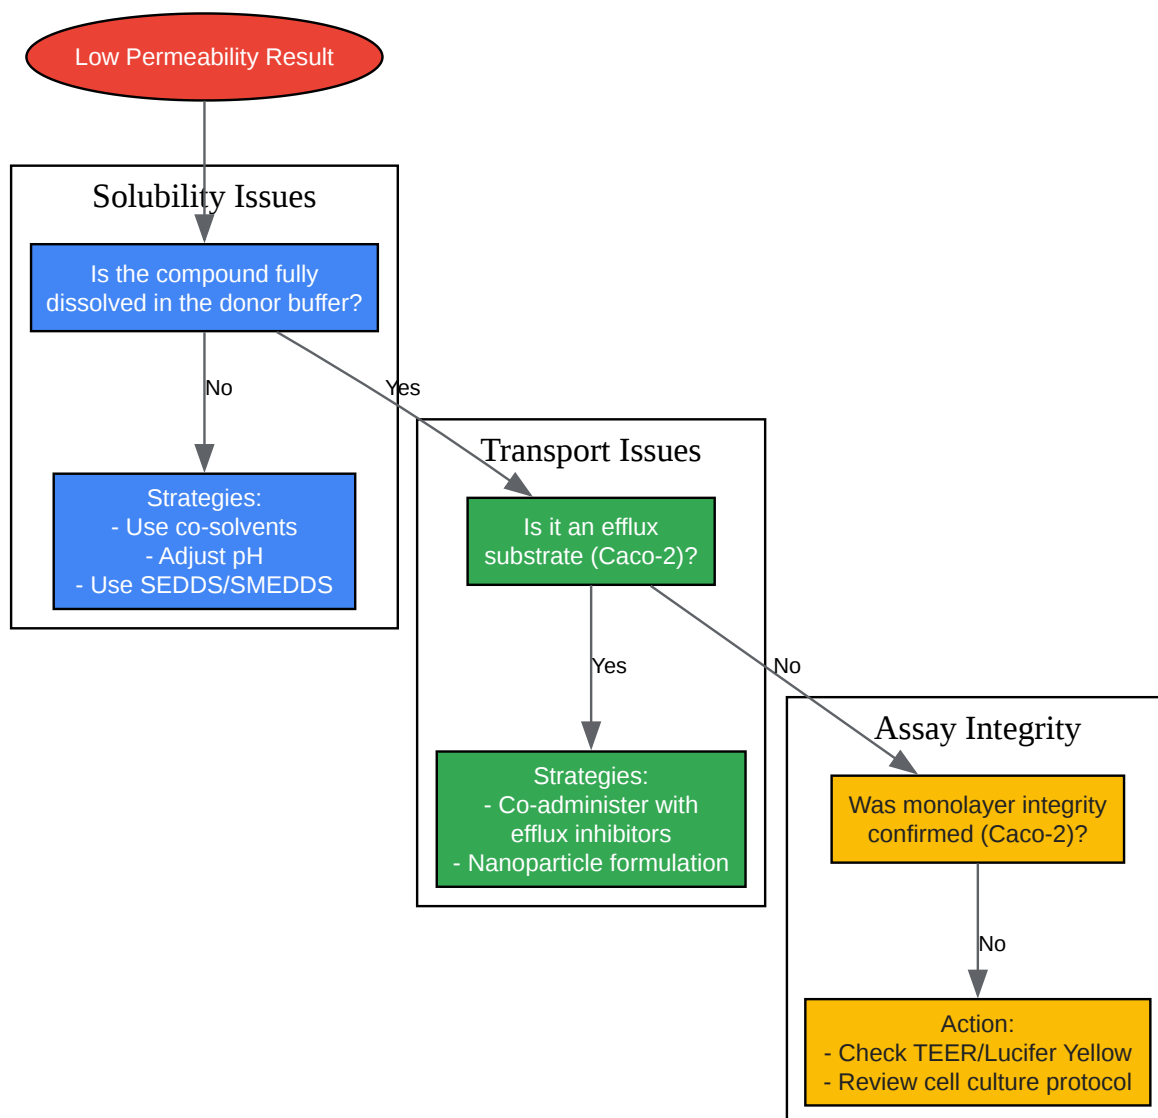 Low Permeability Result
Solubility Issues
Is the compound fully
dissolved in the donor buffer?
No
Yes
Strategies:
- Use co-solvents
- Adjust pH
- Use SEDDS/SMEDDS
Transport Issues
Is it an efflux
substrate (Caco-2)?
Yes
No
Strategies:
- Co-administer with
efflux inhibitors
- Nanoparticle formulation
Assay Integrity
Was monolayer integrity
confirmed (Caco-2)?
No
Action:
- Check TEER/Lucifer Yellow
- Review cell culture protocol